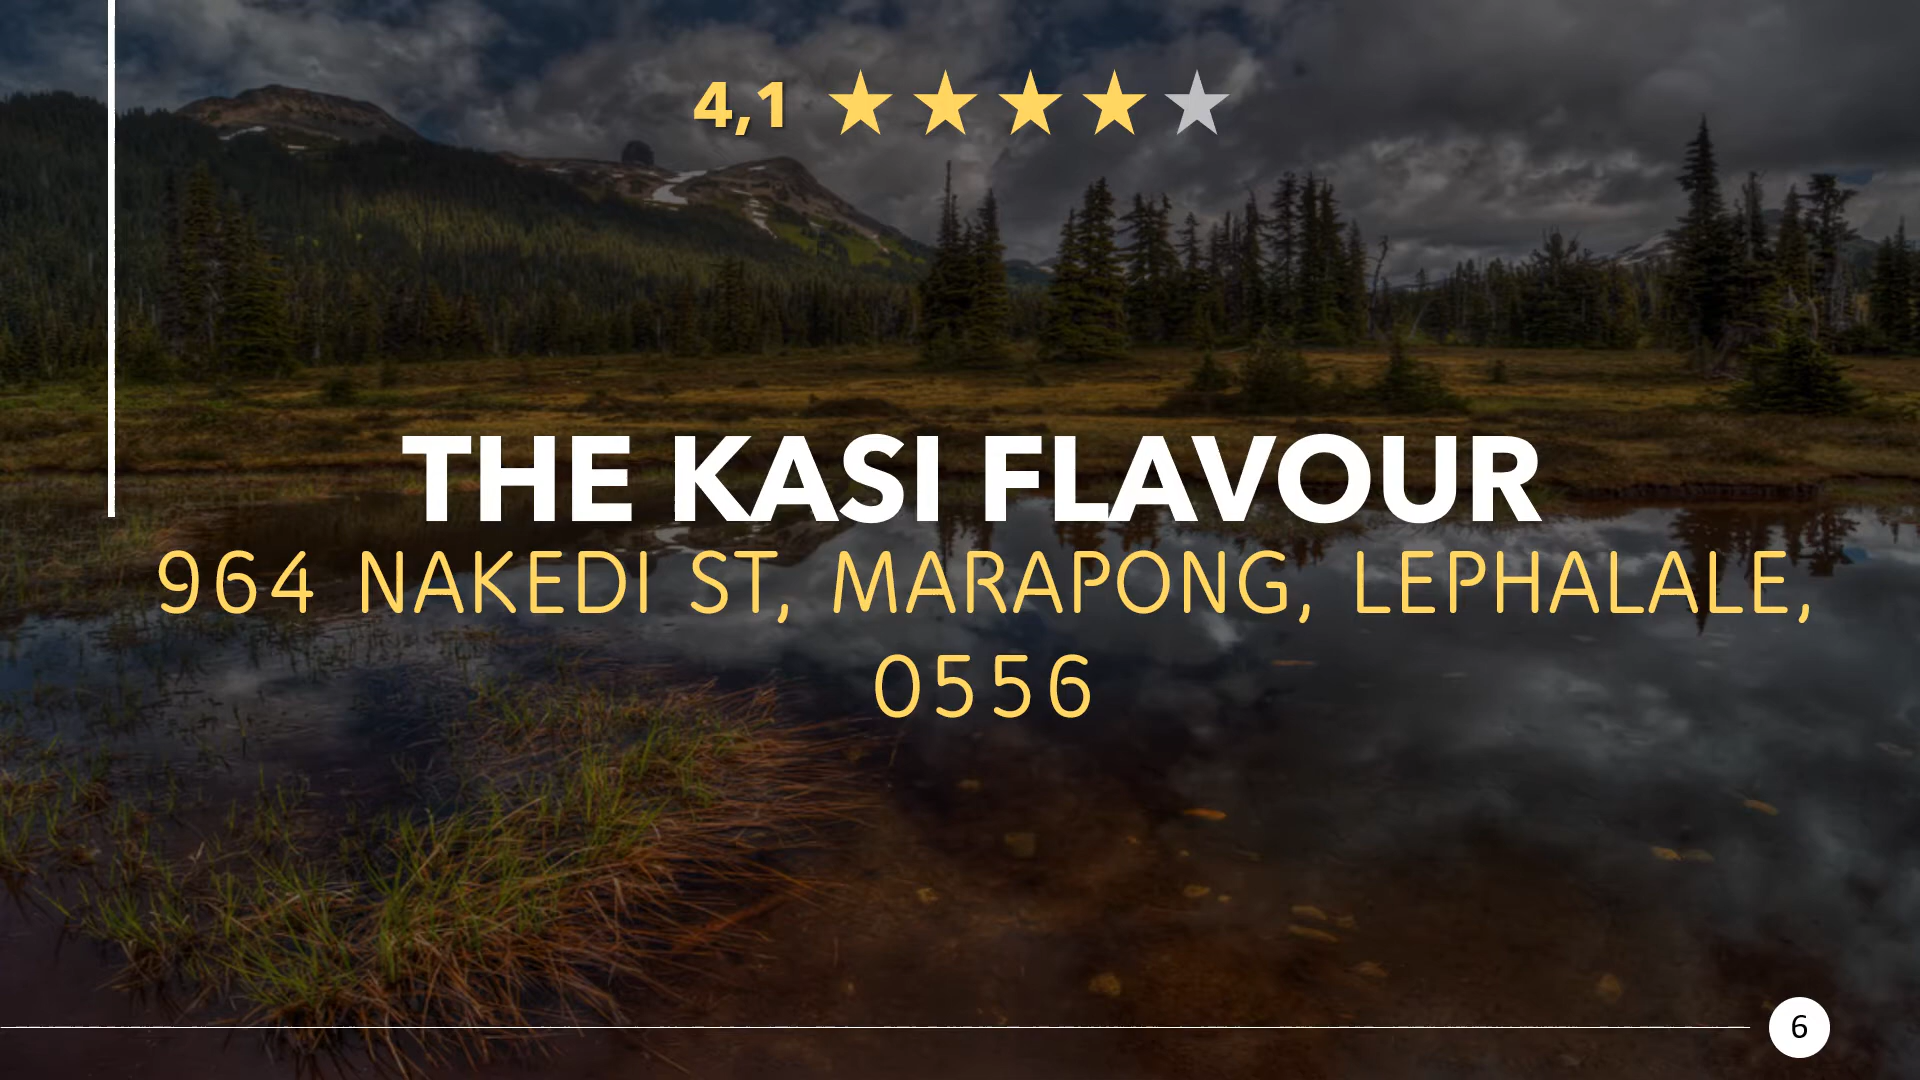 4,1
THE KASI FLAVOUR
964 NAKEDI ST, MARAPONG, LEPHALALE,
0556
6